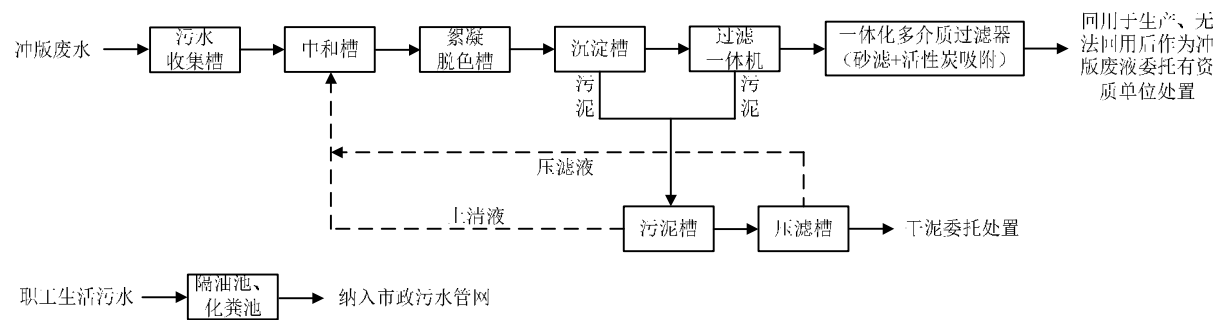 冲版废水
污水
收集槽
中和槽
絮凝
脱色槽
沉淀槽
过滤
一体机
一体化多介质过滤器
（砂滤+活性炭吸附）
回用于生产、无
法回用后作为冲
版废液委托有资
质单位处置
污
泥
污
泥
压滤液
上清液
污泥槽
压滤槽
干泥委托处置
职工生活污水
隔油池、
化粪池
纳入市政污水管网